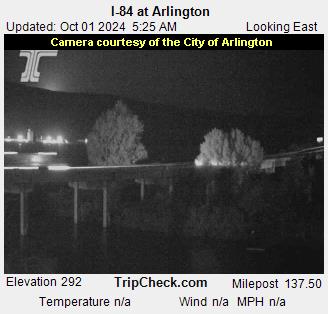 I-84 at Arlington
Updated: Oct 01 2024 5:25 AM Looking East
Camera courtesy of the City of Arlington
Elevation 292 TripCheck.com Milepost 137.50
Temperature n/a Wind n/a MPH n/a